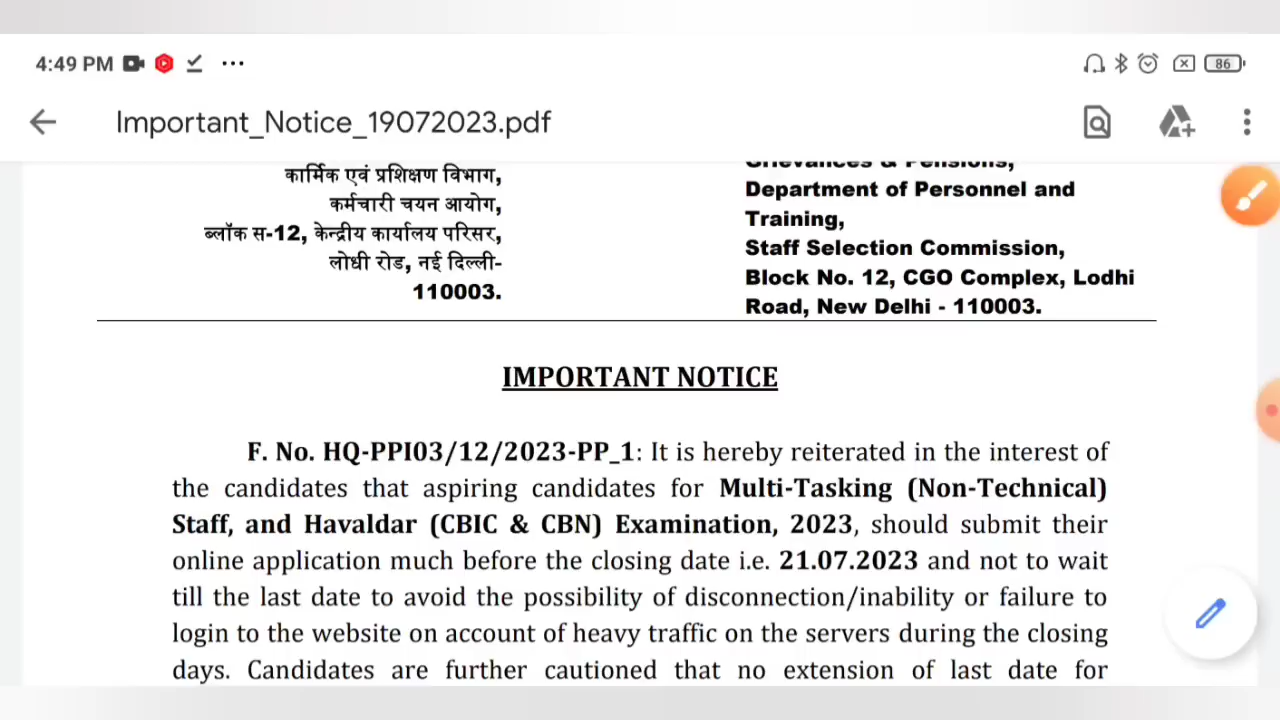 4:49 PM ...
86
Important_Notice_19072023.pdf
कार्मिक एवं प्रशिक्षण विभाग,
कर्मचारी चयन आयोग,
ब्लॉक स-12, केन्द्रीय कार्यालय परिसर,
लोधी रोड, नई दिल्ली-
110003.
Grievances & Pensions,
Department of Personnel and
Training,
Staff Selection Commission,
Block No. 12, CGO Complex, Lodhi
Road, New Delhi - 110003.
IMPORTANT NOTICE
F. No. HQ-PPI03/12/2023-PP_1: It is hereby reiterated in the interest of
the candidates that aspiring candidates for Multi-Tasking (Non-Technical)
Staff, and Havaldar (CBIC & CBN) Examination, 2023, should submit their
online application much before the closing date i.e. 21.07.2023 and not to wait
till the last date to avoid the possibility of disconnection/inability or failure to
login to the website on account of heavy traffic on the servers during the closing
days. Candidates are further cautioned that no extension of last date for